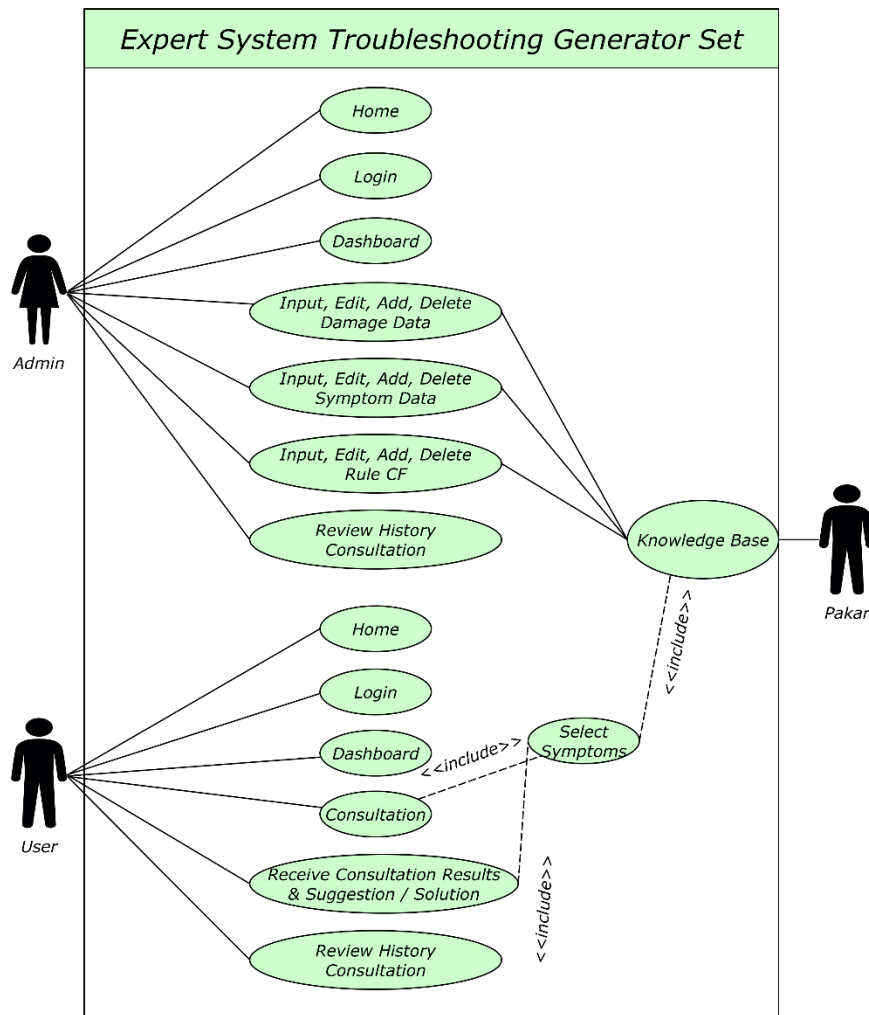 Expert System Troubleshooting Generator Set
Home
Login
Dashboard
Input, Edit, Add, Delete
Damage Data
Admin
Input, Edit, Add, Delete
Symptom Data
Input, Edit, Add, Delete
Rule CF
Review History
Consultation
Knowledge Base
Pakar
<<include>>
Home
Login
Dashboard
<<include>>
Select
Symptoms
Consultation
User
Receive Consultation Results
& Suggestion / Solution
<<include>>
Review History
Consultation